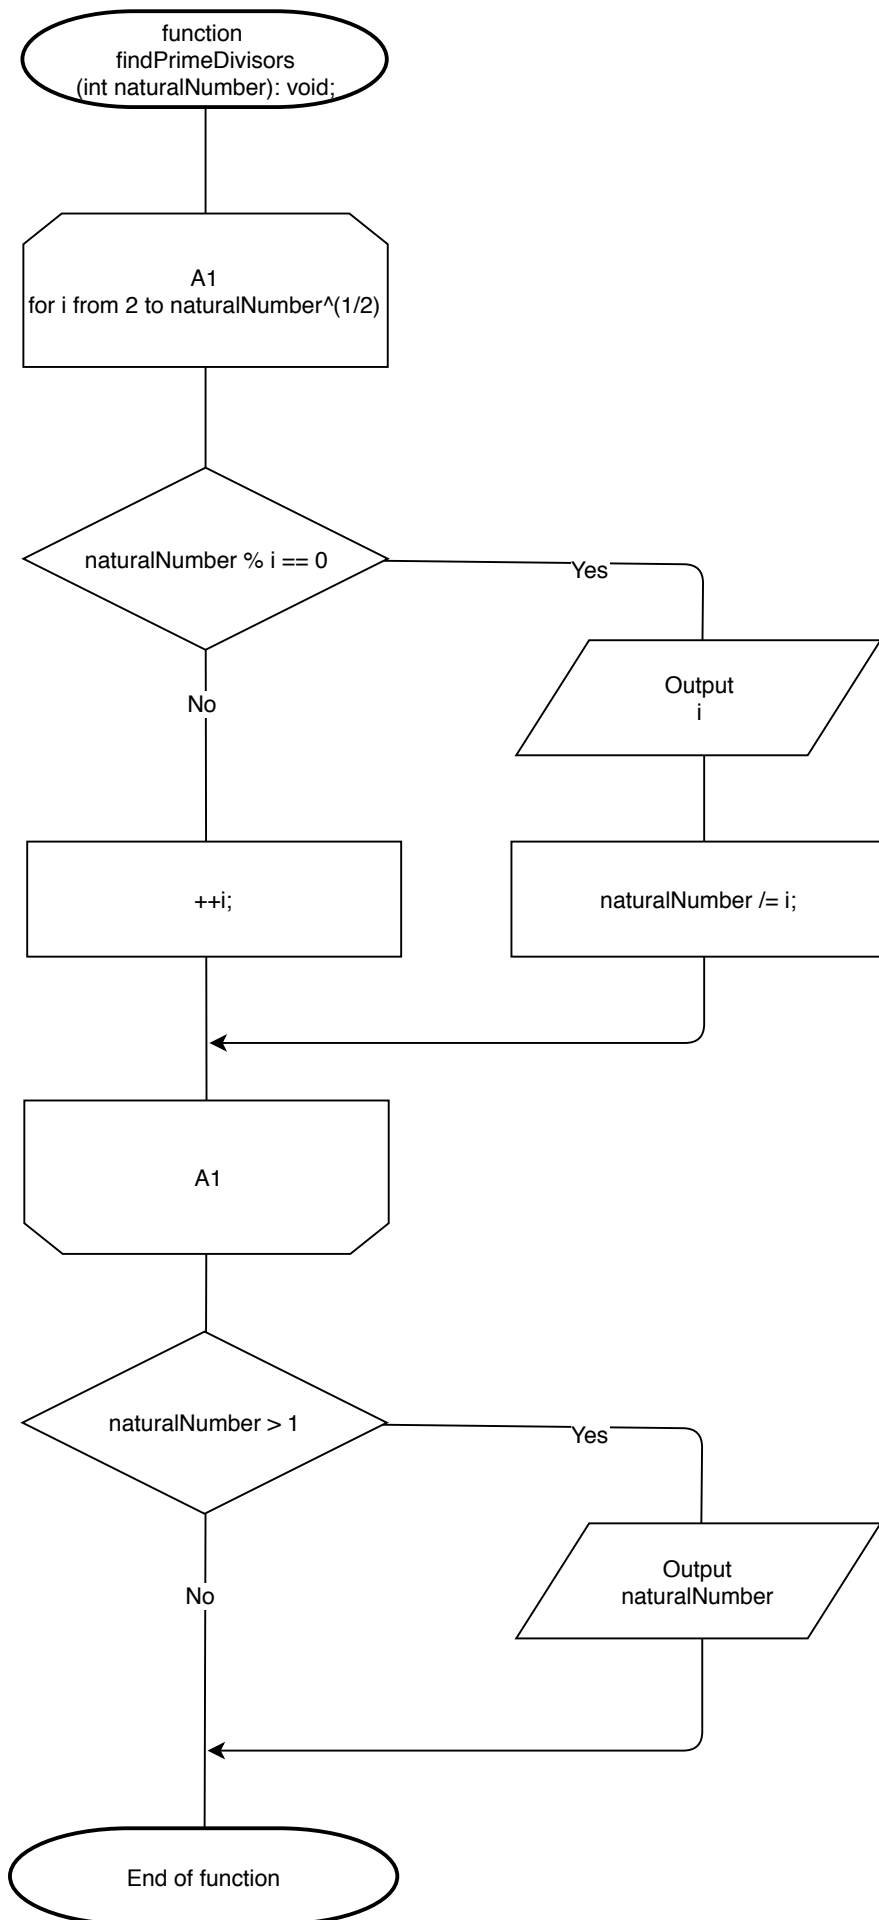 function
findPrimeDivisors
(int naturalNumber): void;
A1
for i from 2 to naturalNumber^(1/2)
naturalNumber % i == 0
Yes
Output
i
No
++i;
naturalNumber /= i;
A1
naturalNumber > 1
Yes
Output
naturalNumber
No
End of function